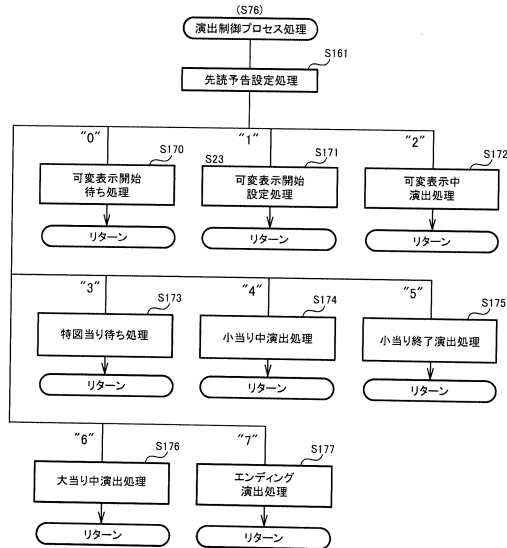 (S76)
演出制御プロセス処理
S161
先読予告設定処理
"0"
"1"
"2"
S170
S23
S171
S172
可変表示開始
待ち処理
可変表示開始
設定処理
可変表示中
演出処理
リターン
リターン
リターン
"3"
"4"
"5"
S173
S174
S175
特図当り待ち処理
小当り中演出処理
小当り終了演出処理
リターン
リターン
リターン
"6"
"7"
S176
S177
大当り中演出処理
エンディング
演出処理
リターン
リターン